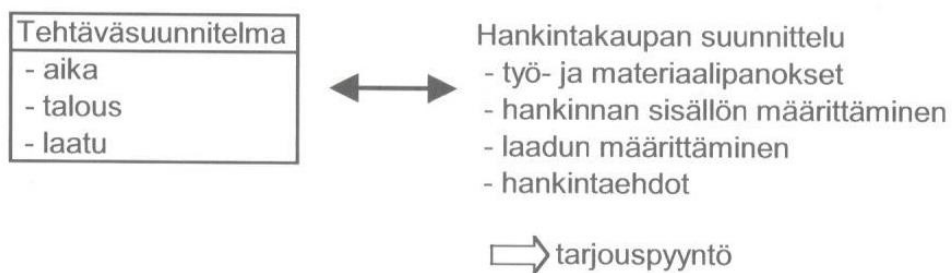 Tehtäväsuunnitelma
- aika
- talous
- laatu
Hankintakaupan suunnittelu
- työ- ja materiaalipanokset
- hankinnan sisällön määrittäminen
- laadun määrittäminen
- hankintaehdot
tarjouspyyntö